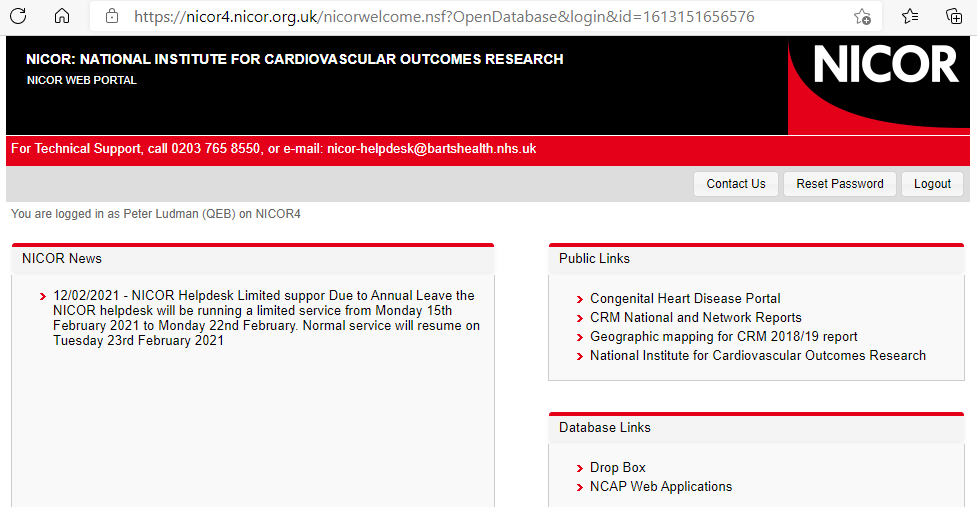 https://nicor4.nicor.org.uk/nicorwelcome.nsf?OpenDatabase&login&id=1613151656576
NICOR: NATIONAL INSTITUTE FOR CARDIOVASCULAR OUTCOMES RESEARCH
NICOR WEB PORTAL
NICOR
For Technical Support, call 0203 765 8550, or e-mail: nicor-helpdesk@bartshealth.nhs.uk
Contact Us
Reset Password
Logout
You are logged in as Peter Ludman (QEB) on NICOR4
NICOR News
12/02/2021 - NICOR Helpdesk Limited suppor Due to Annual Leave the
NICOR helpdesk will be running a limited service from Monday 15th
February 2021 to Monday 22nd February. Normal service will resume on
Tuesday 23rd February 2021
Public Links
Congenital Heart Disease Portal
CRM National and Network Reports
Geographic mapping for CRM 2018/19 report
National Institute for Cardiovascular Outcomes Research
Database Links
Drop Box
NCAP Web Applications